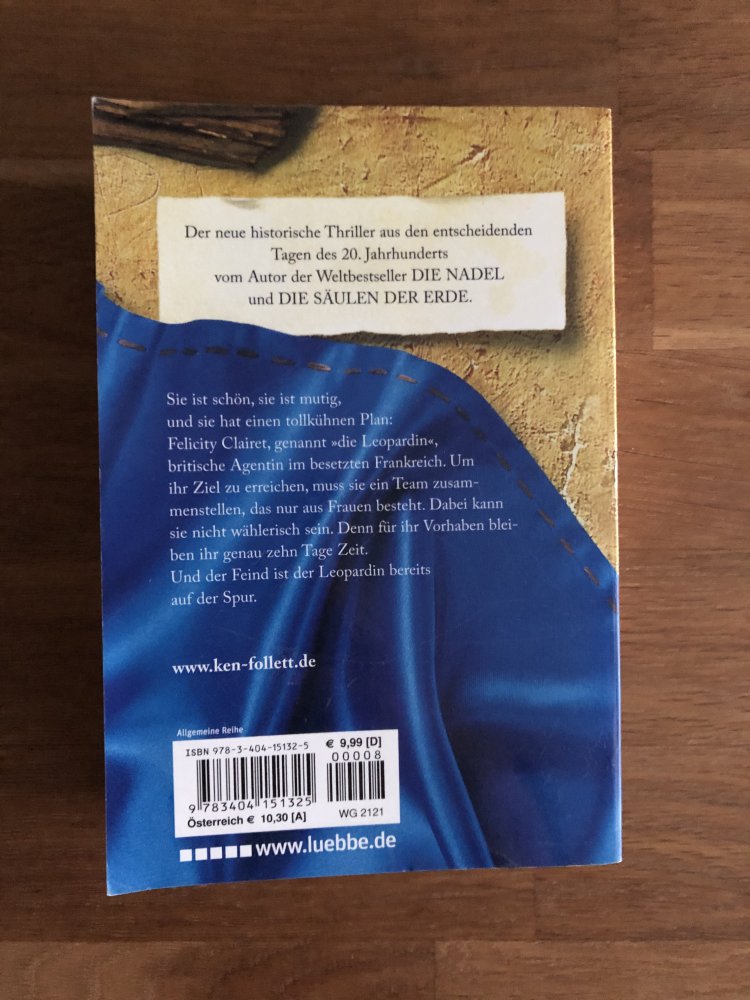 Der neue historische Thriller aus den entscheidenden
Tagen des 20. Jahrhunderts
vom Autor der Weltbestseller DIE NADEL
und DIE SÄULEN DER ERDE.
Sie ist schön, sie ist mutig,
und sie hat einen tollkühnen Plan:
Felicity Clairet, genannt »die Leopardin«,
britische Agentin im besetzten Frankreich. Um
ihr Ziel zu erreichen, muss sie ein Team zusam-
menstellen, das nur aus Frauen besteht. Dabei kann
sie nicht wählerisch sein. Denn für ihr Vorhaben blei-
ben ihr genau zehn Tage Zeit.
Und der Feind ist der Leopardin bereits
auf der Spur.
www.ken-follett.de
Allgemeine Reihe
ISBN 978-3-404-15132-5
€ 9,99 [D]
00008
9 783404 151325
Österreich € 10,30 [A]
WG 2121
www.luebbe.de